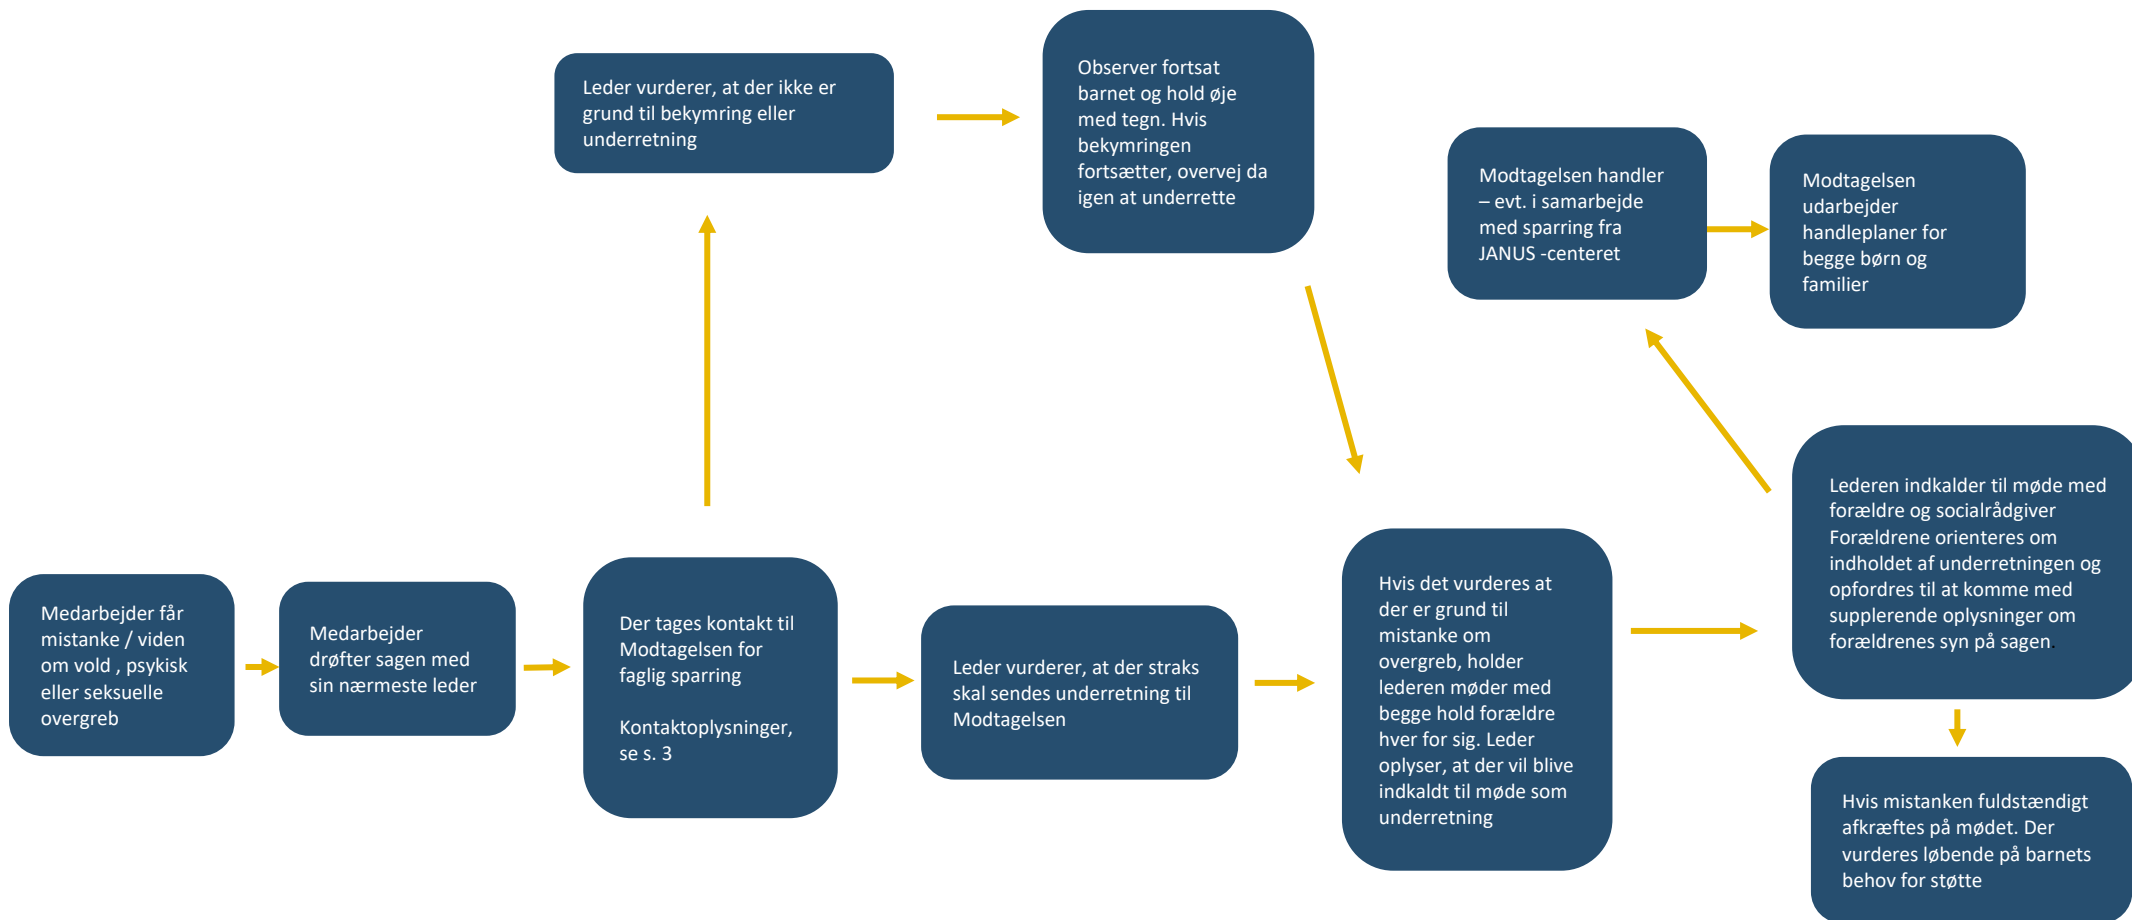 Leder vurderer, at der ikke er
grund til bekymring eller
underretning
Observer fortsat
barnet og hold øje
med tegn. Hvis
bekymringen
fortsætter, overvej da
igen at underrette
Modtagelsen handler
– evt. i samarbejde
med sparring fra
JANUS -centeret
Modtagelsen
udarbejder
handleplaner for
begge børn og
familier
Medarbejder får
mistanke / viden
om vold , psykisk
eller seksuelle
overgreb
Medarbejder
drøfter sagen med
sin nærmeste leder
Der tages kontakt til
Modtagelsen for
faglig sparring
Kontaktoplysninger,
se s. 3
Leder vurderer, at der straks
skal sendes underretning til
Modtagelsen
Hvis det vurderes at
der er grund til
mistanke om
overgreb, holder
lederen møder med
begge hold forældre
hver for sig. Leder
oplyser, at der vil blive
indkaldt til møde som
underretning
Lederen indkalder til møde med
forældre og socialrådgiver
Forældrene orienteres om
indholdet af underretningen og
opfordres til at komme med
supplerende oplysninger om
forældrenes syn på sagen.
Hvis mistanken fuldstændigt
afkræftes på mødet. Der
vurderes løbende på barnets
behov for støtte